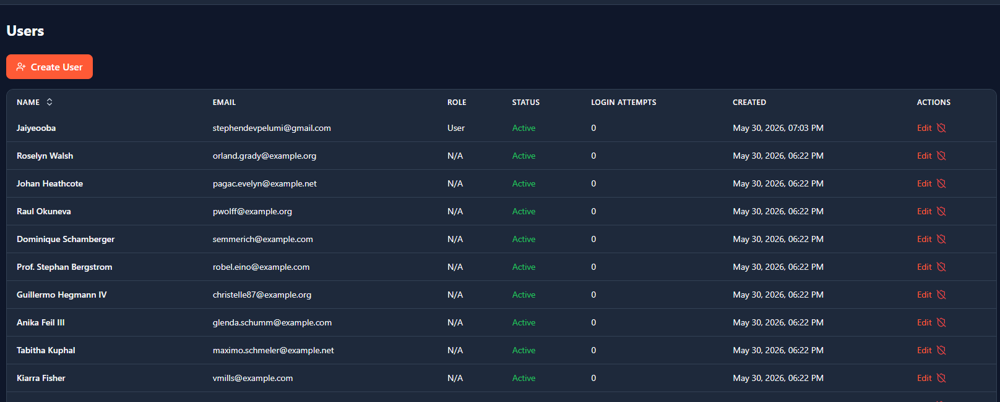 Users
Create User
NAME EMAIL ROLE STATUS LOGIN ATTEMPTS CREATED ACTIONS
Jaiyeooba stephendevpelumi@gmail.com User Active 0 May 30, 2026, 07:03 PM Edit
Roselyn Walsh orland.grady@example.org N/A Active 0 May 30, 2026, 06:22 PM Edit
Johan Heathcote pagac.evelyn@example.net N/A Active 0 May 30, 2026, 06:22 PM Edit
Raul Okuneva pwolff@example.org N/A Active 0 May 30, 2026, 06:22 PM Edit
Dominique Schamberger semmerich@example.com N/A Active 0 May 30, 2026, 06:22 PM Edit
Prof. Stephan Bergstrom robel.eino@example.com N/A Active 0 May 30, 2026, 06:22 PM Edit
Guillermo Hegmann IV christelle87@example.org N/A Active 0 May 30, 2026, 06:22 PM Edit
Anika Feil III glenda.schumm@example.com N/A Active 0 May 30, 2026, 06:22 PM Edit
Tabitha Kuphal maximo.schmeler@example.net N/A Active 0 May 30, 2026, 06:22 PM Edit
Kiarra Fisher vmills@example.com N/A Active 0 May 30, 2026, 06:22 PM Edit